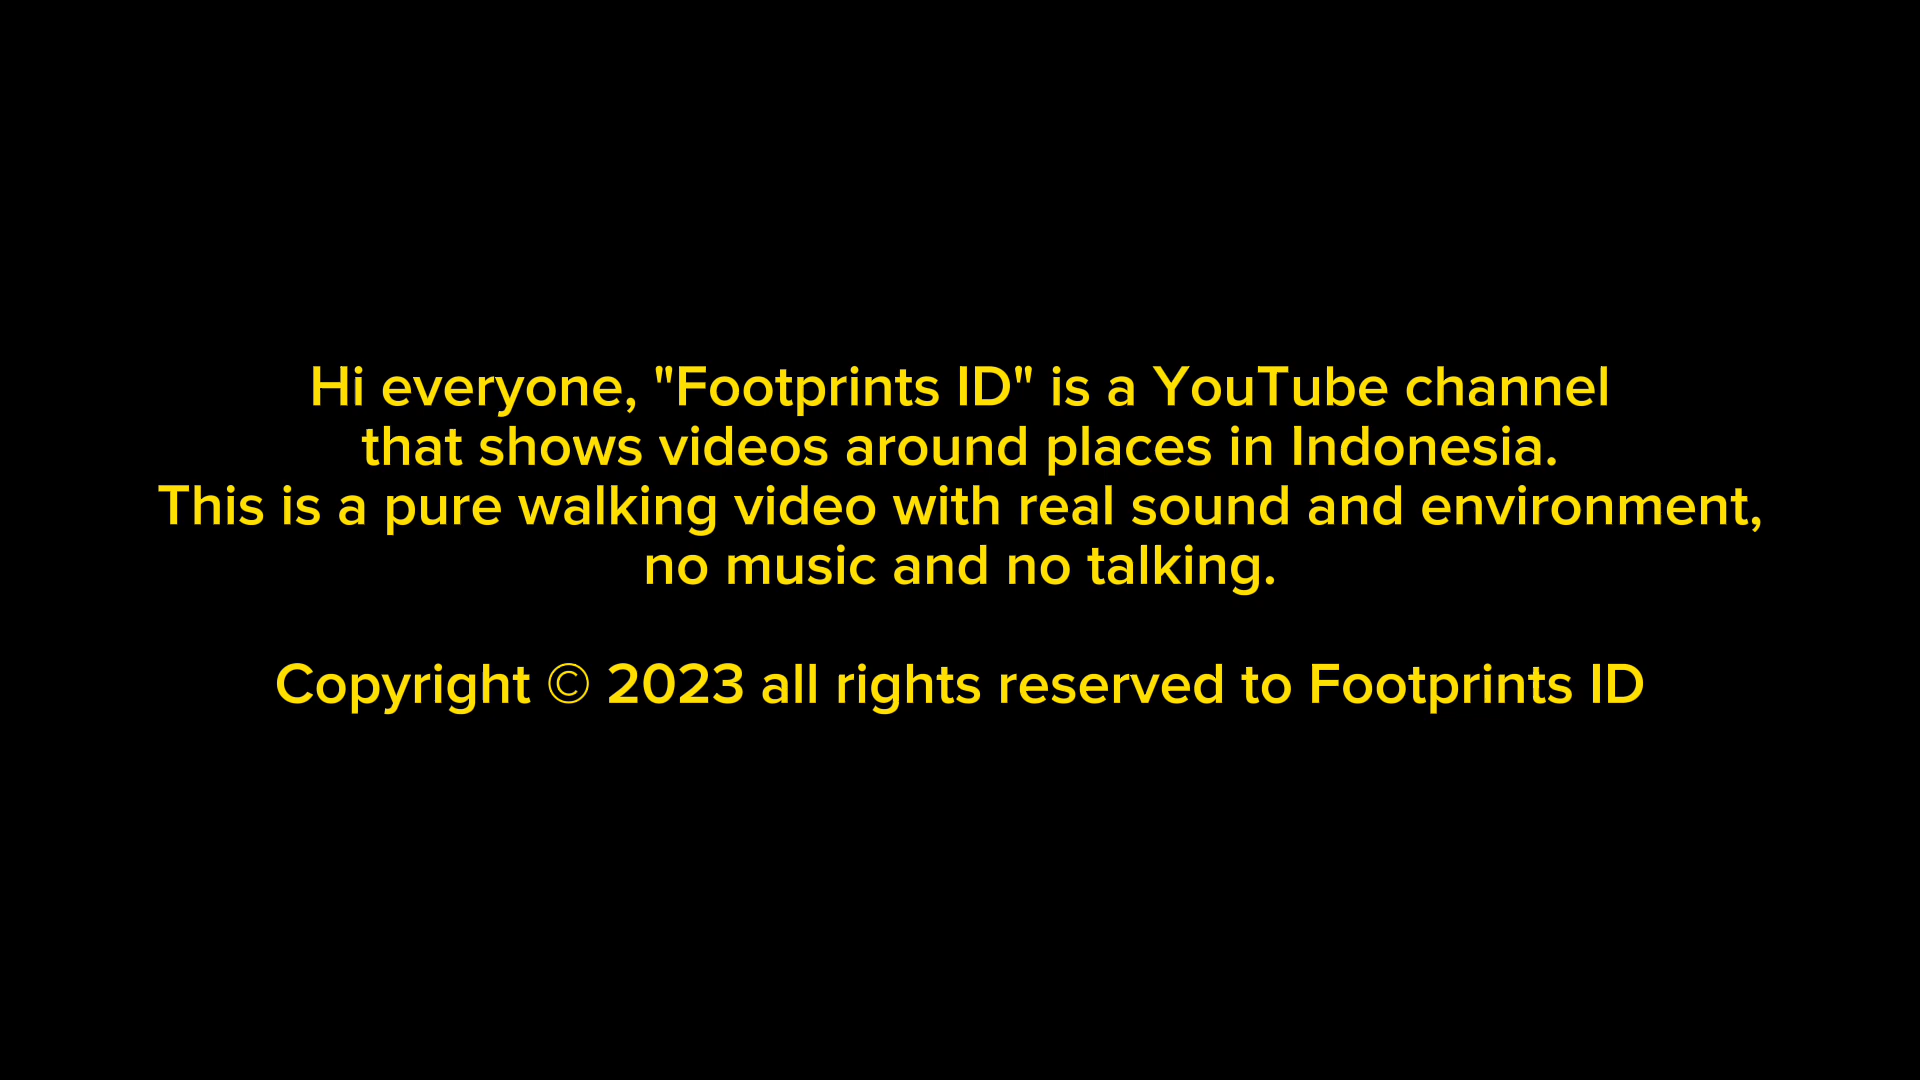 Hi everyone, "Footprints ID" is a YouTube channel
that shows videos around places in Indonesia.
This is a pure walking video with real sound and environment,
no music and no talking.
Copyright © 2023 all rights reserved to Footprints ID